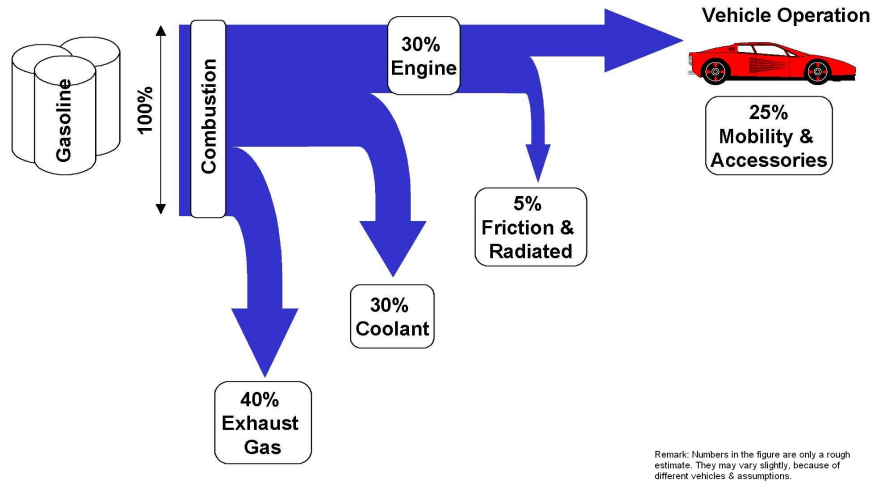 Vehicle Operation
Gasoline
100%
Combustion
30%
Engine
25%
Mobility &
Accessories
5%
Friction &
Radiated
30%
Coolant
40%
Exhaust
Gas
Remark: Numbers in the figure are only a rough
estimate. They may vary slightly, because of
different vehicles & assumptions.